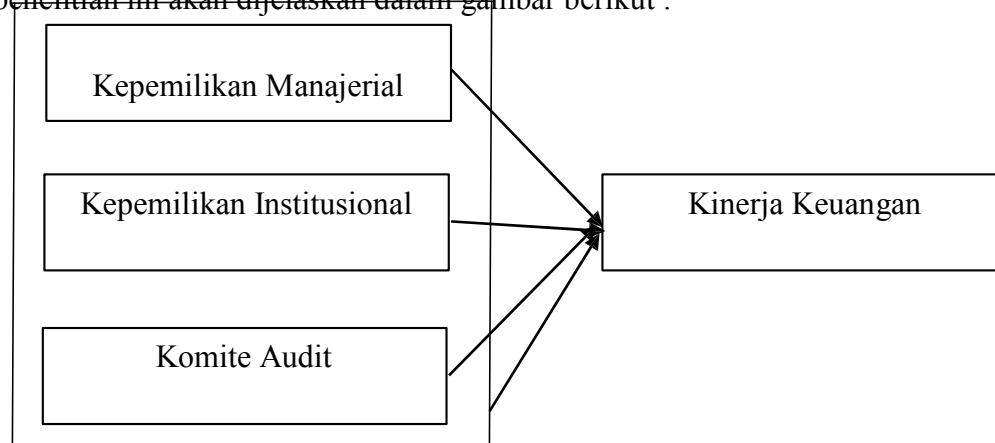 penelitian ini akan dijelaskan dalam gambar berikut :
Kepemilikan Manajerial
Kepemilikan Institusional
Kinerja Keuangan
Komite Audit